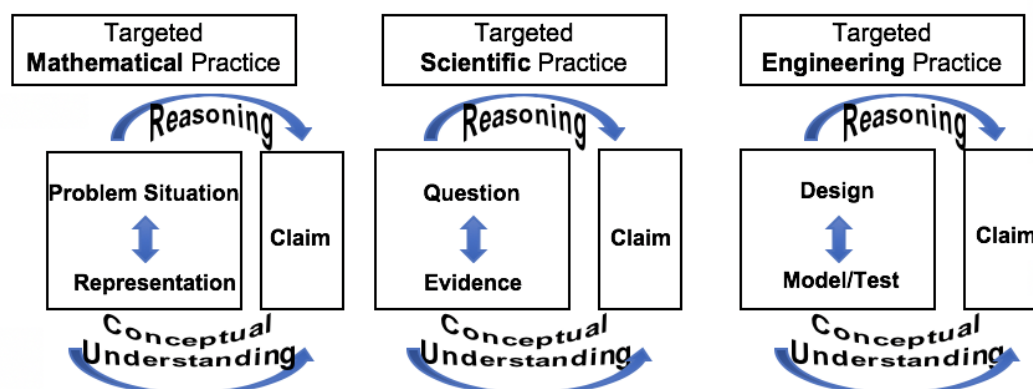 Targeted
Mathematical Practice
Reasoning
Problem Situation
Representation
Claim
Conceptual
Understanding
Targeted
Scientific Practice
Reasoning
Question
Evidence
Claim
Conceptual
Understanding
Targeted
Engineering Practice
Reasoning
Design
Model/Test
Claim
Conceptual
Understanding